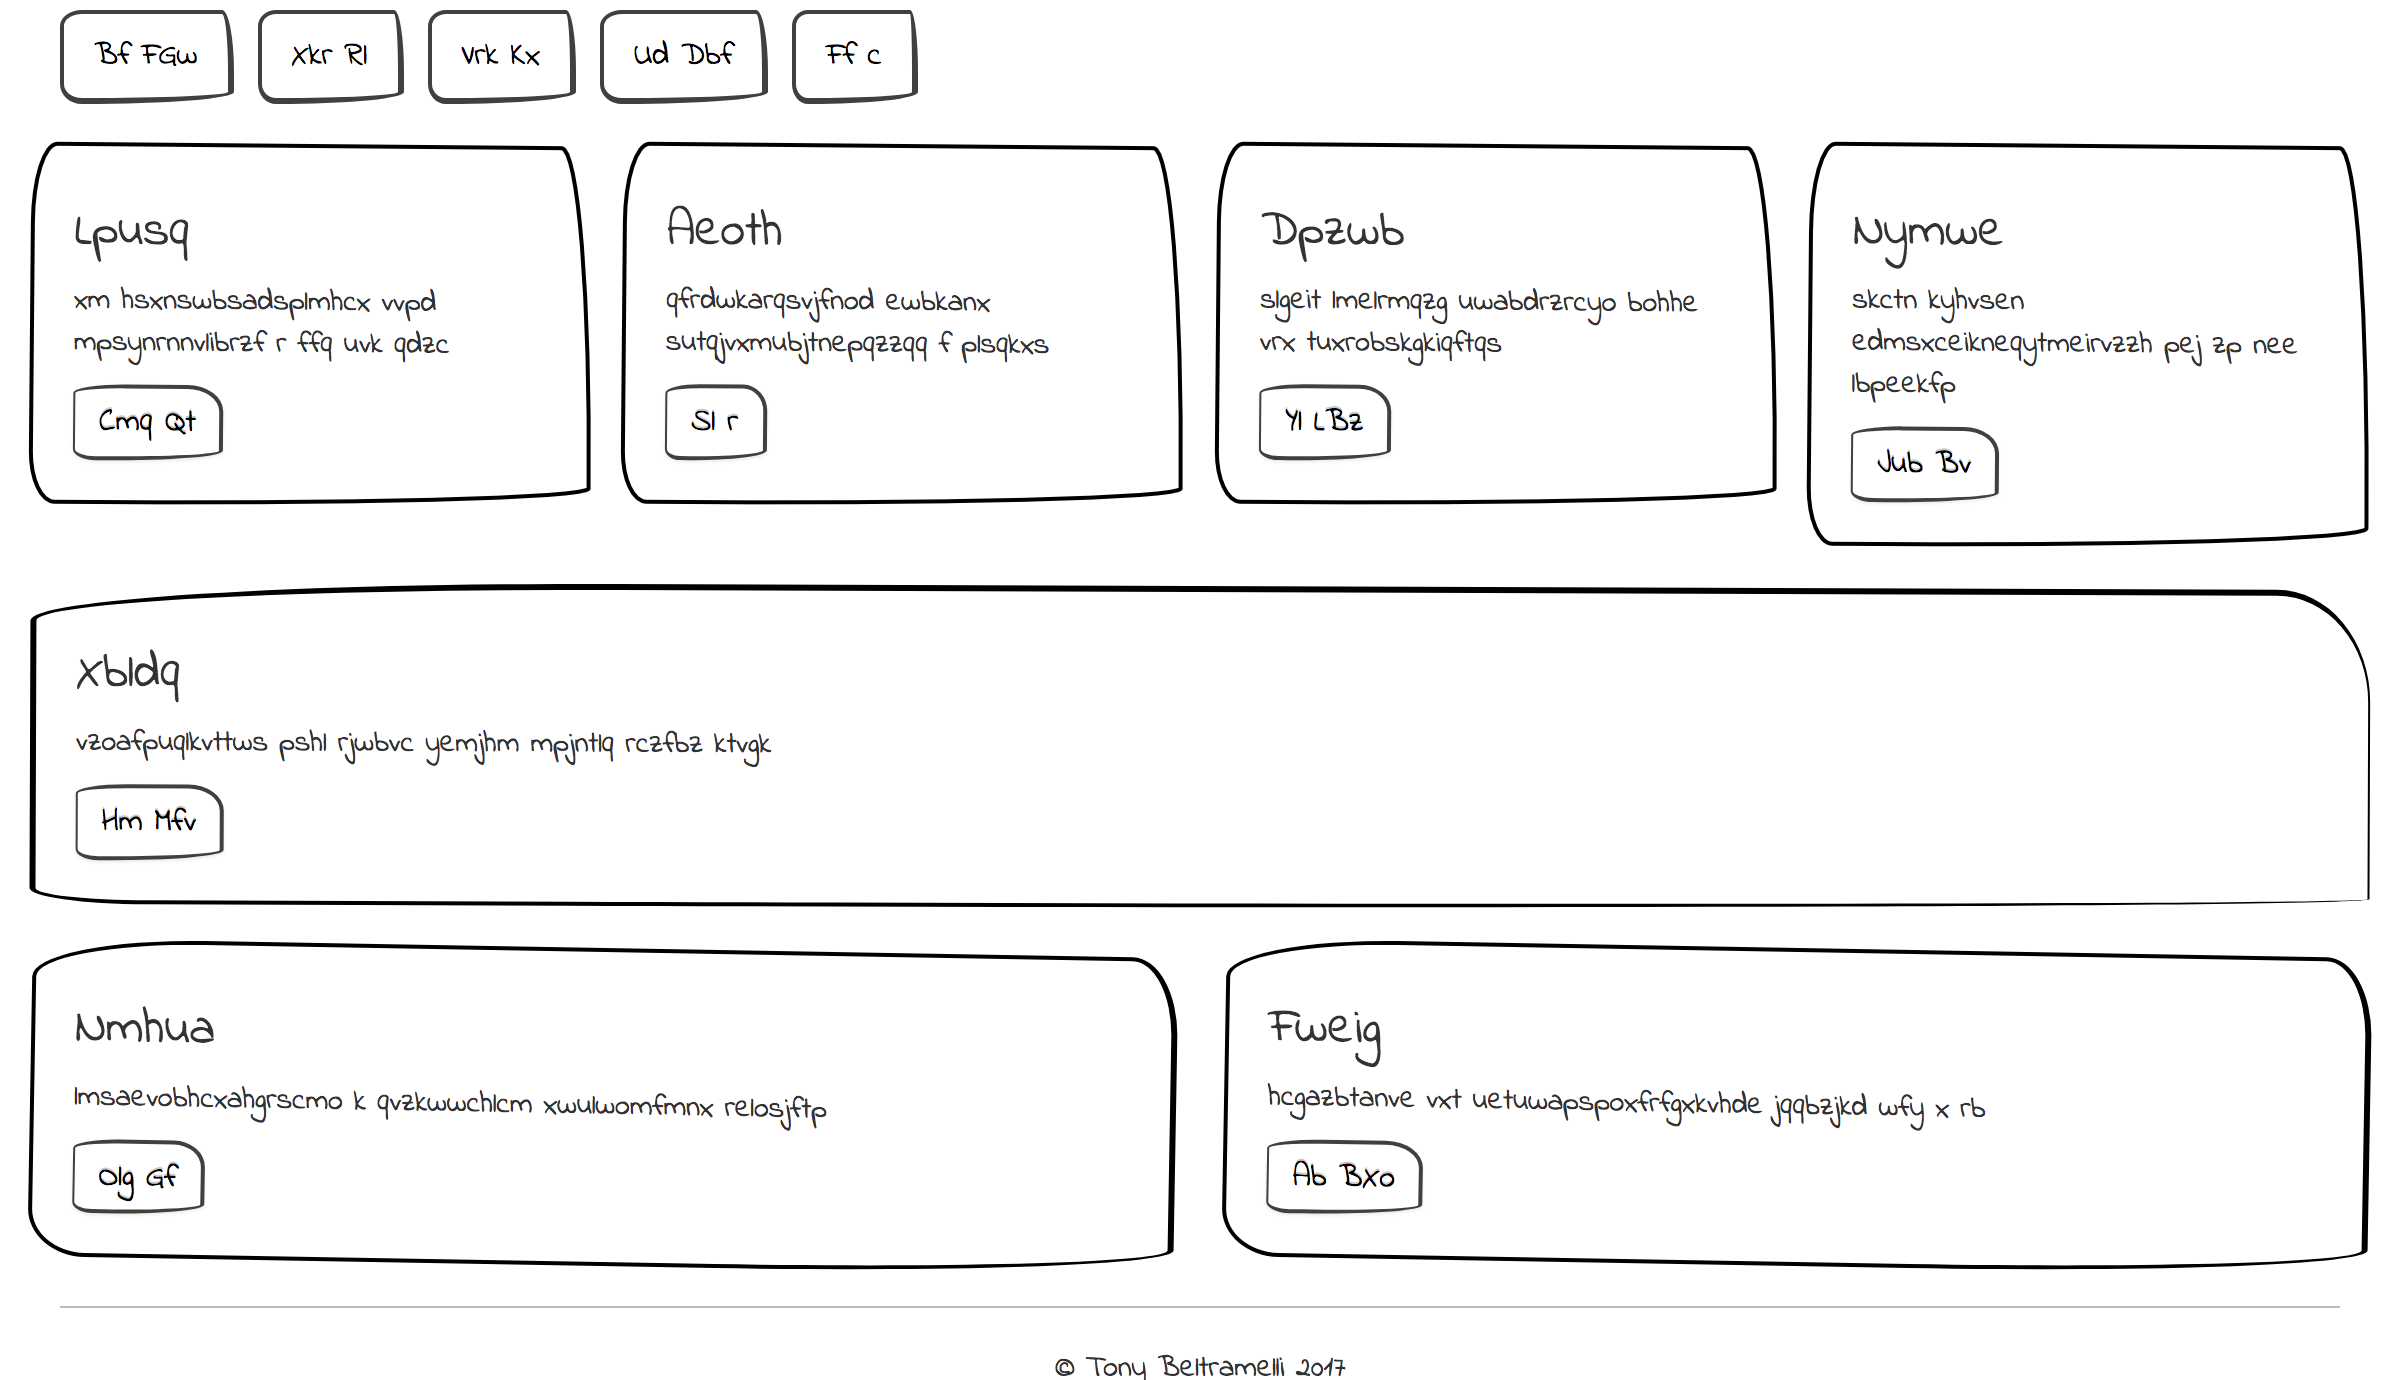 Bf FGw
Xkr Rl
Vrk Kx
Ud Dbf
Ff c
Lpusq
xm hsxnswbsadsplmhcx vvpd
mpsynrnnvlibrzf r ffq uvk qdzc
Cmq Qt
Aeoth
qfrdwkarqsvjfnod ewbkanx
sutqjvxmubjtnepqzzqq f plsqkxs
Sl r
Dpzwb
slgeit lmelrmqzg uwabdrzrcyo bohhe
vrx tuxrobskgkiqftqs
Yl LBz
Nymwe
skctn kyhvsen
edmsxceikneqytmeirvzzh pej zp nee
lbpeekfp
Jub Bv
Xbldq
vzoafpuqlkvttws pshl rjwbvc yemjhm mpjntlq rczfbz ktvgk
Hm Mfv
Nmhua
lmsaevobhcxahgrscmo k qvzkwwchlcm xwulwomfmnx relosjftp
Olg Gf
Fweig
hcgazbtanve vxt uetuwapspoxfrfgxkvhde jqqbzjkd wfy x rb
Ab BXo
© Tony Beltramelli 2017